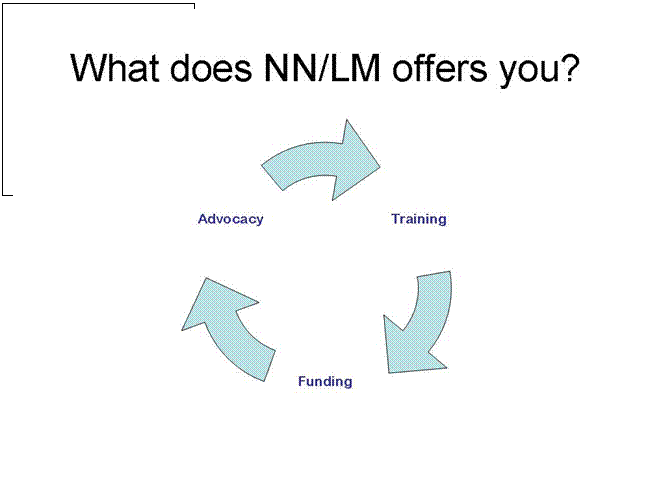 What does NN/LM offers you?
Advocacy
Training
Funding